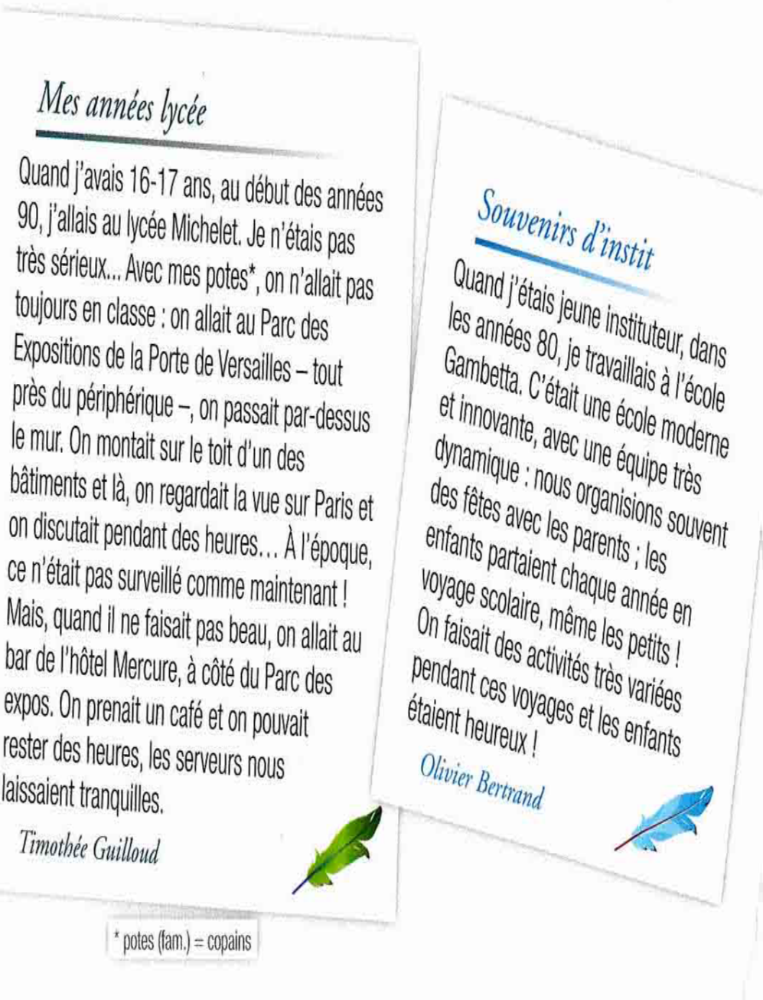 Mes années lycée
Quand j'avais 16-17 ans, au début des années
90, j'allais au lycée Michelet. Je n'étais pas
très sérieux... Avec mes potes*, on n'allait pas
toujours en classe : on allait au Parc des
Expositions de la Porte de Versailles – tout
près du périphérique –, on passait par-dessus
le mur. On montait sur le toit d'un des
bâtiments et là, on regardait la vue sur Paris et
on discutait pendant des heures... À l'époque,
ce n'était pas surveillé comme maintenant !
Mais, quand il ne faisait pas beau, on allait au
bar de l'hôtel Mercure, à côté du Parc des
expos. On prenait un café et on pouvait
rester des heures, les serveurs nous
laissaient tranquilles.
Timothée Guilloud
* potes (fam.) = copains
Souvenirs d'instit
Quand j'étais jeune instituteur, dans
les années 80, je travaillais à l'école
Gambetta. C'était une école moderne
et innovante, avec une équipe très
dynamique : nous organisions souvent
des fêtes avec les parents ; les
enfants partaient chaque année en
voyage scolaire, même les petits !
On faisait des activités très variées
pendant ces voyages et les enfants
étaient heureux !
Olivier Bertrand